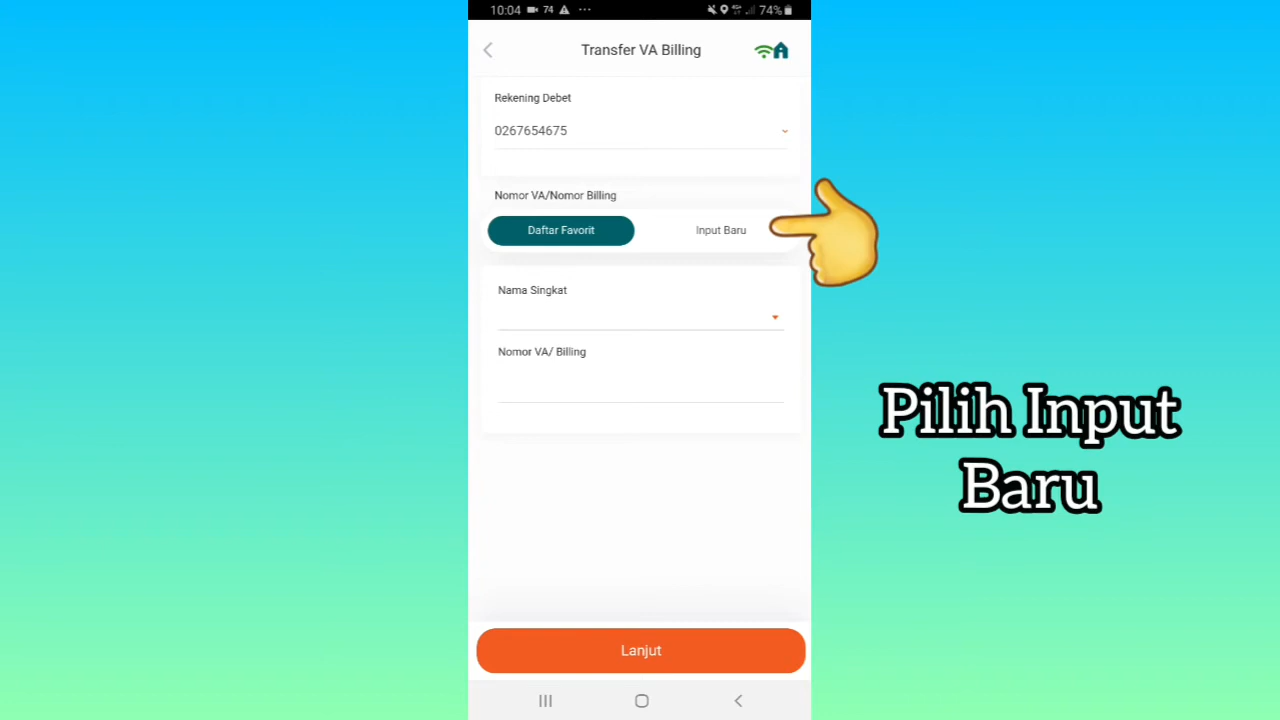 10:04 74 74%
Transfer VA Billing
Rekening Debet
0267654675
Nomor VA/Nomor Billing
Daftar Favorit Input Baru
Nama Singkat
Nomor VA/ Billing
Pilih Input
Baru
Lanjut